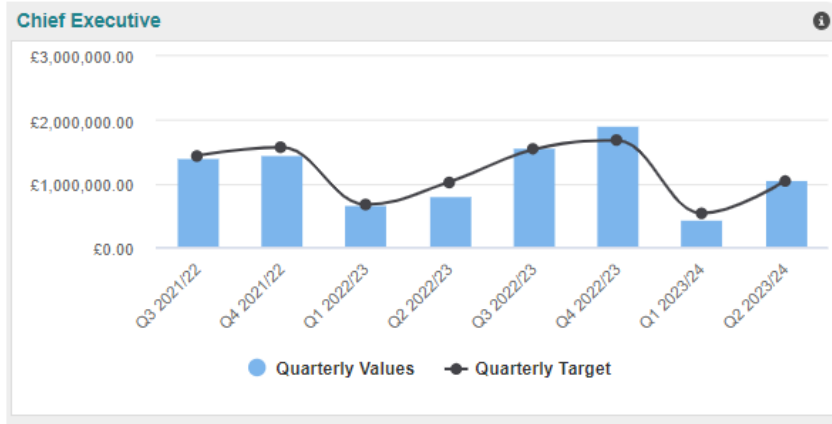 Chief Executive
£3,000,000.00
£2,000,000.00
£1,000,000.00
£0.00
Q3 2021/22
Q4 2021/22
Q1 2022/23
Q2 2022/23
Q3 2022/23
Q4 2022/23
Q1 2023/24
Q2 2023/24
Quarterly Values
Quarterly Target